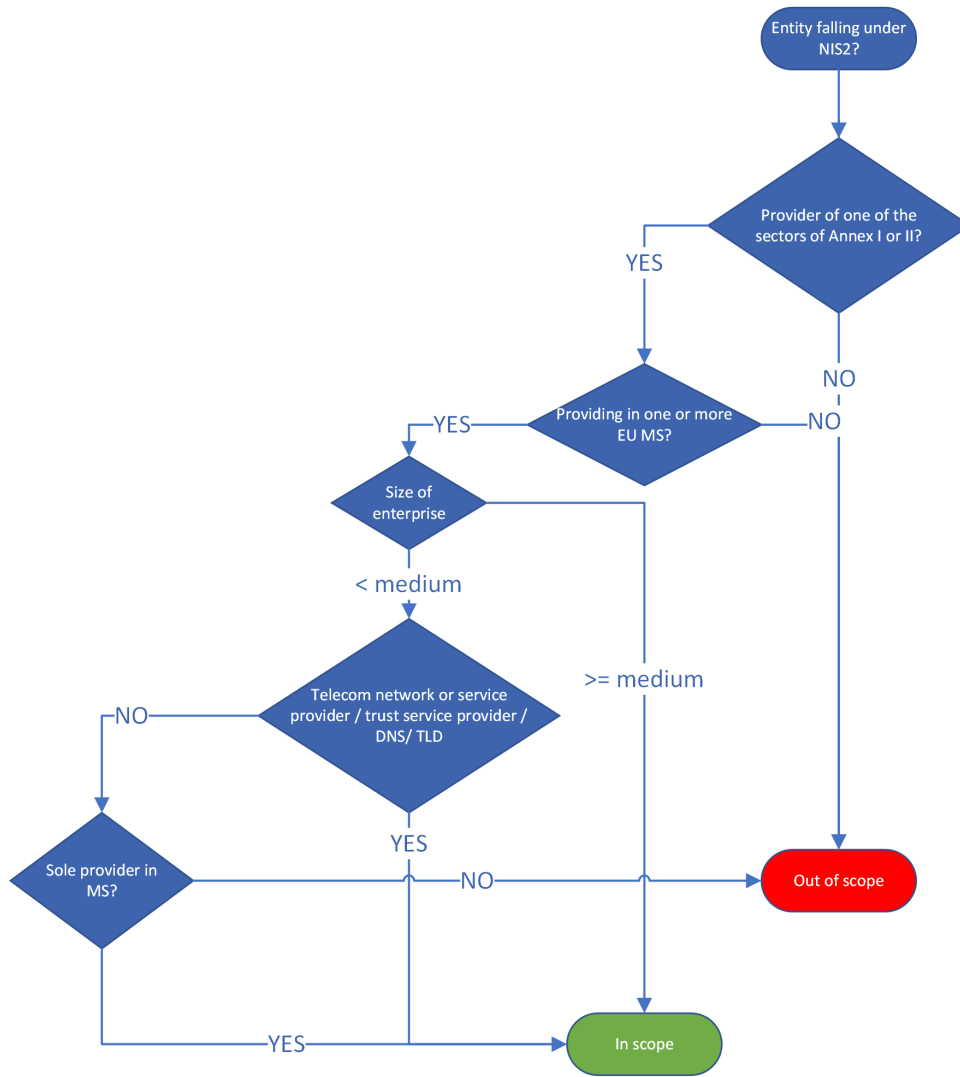 Entity falling under
NIS2?
Provider of one of the
sectors of Annex I or II?
YES
NO
Providing in one or more
EU MS?
YES
NO
Size of
enterprise
< medium
>= medium
Telecom network or service
provider / trust service provider /
DNS/ TLD
NO
YES
Sole provider in
MS?
NO
Out of scope
YES
In scope